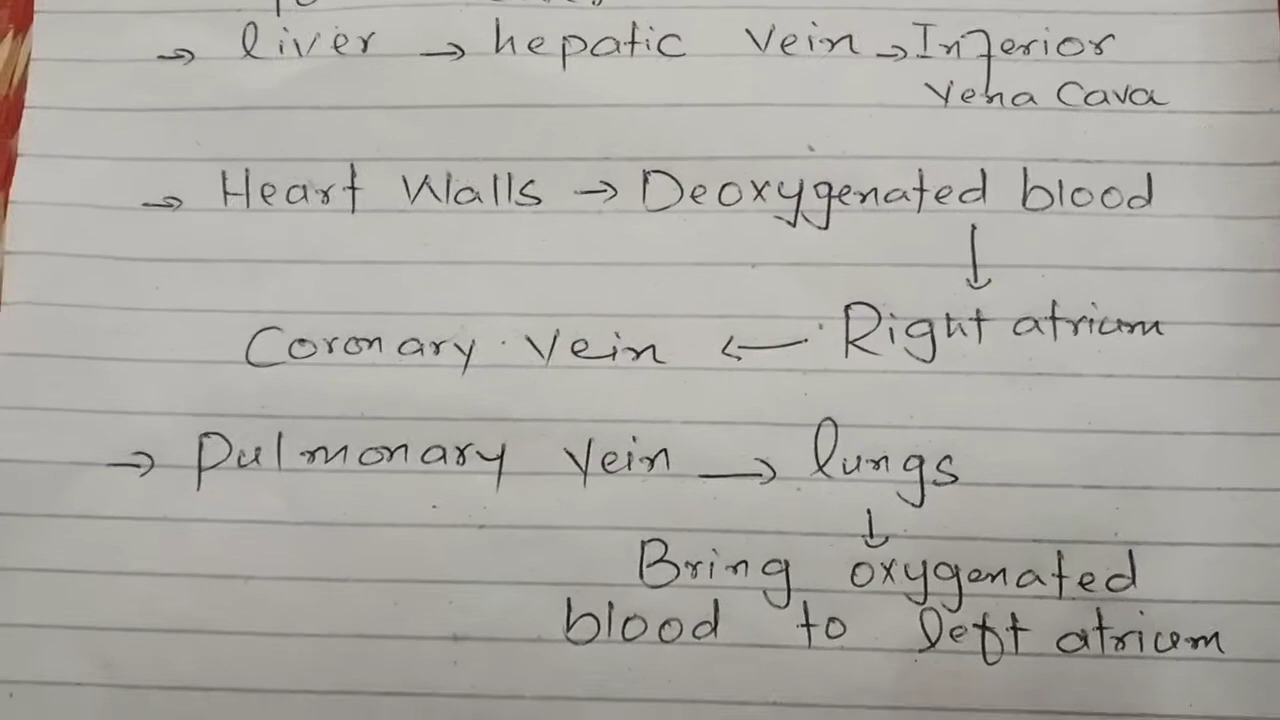 → liver → hepatic vein → Inferior
Vena Cava
→ Heart Walls → Deoxygenated blood
↓
Coronary vein ← Right atrium
→ Pulmonary vein → lungs
↓
Bring oxygenated
blood to left atrium